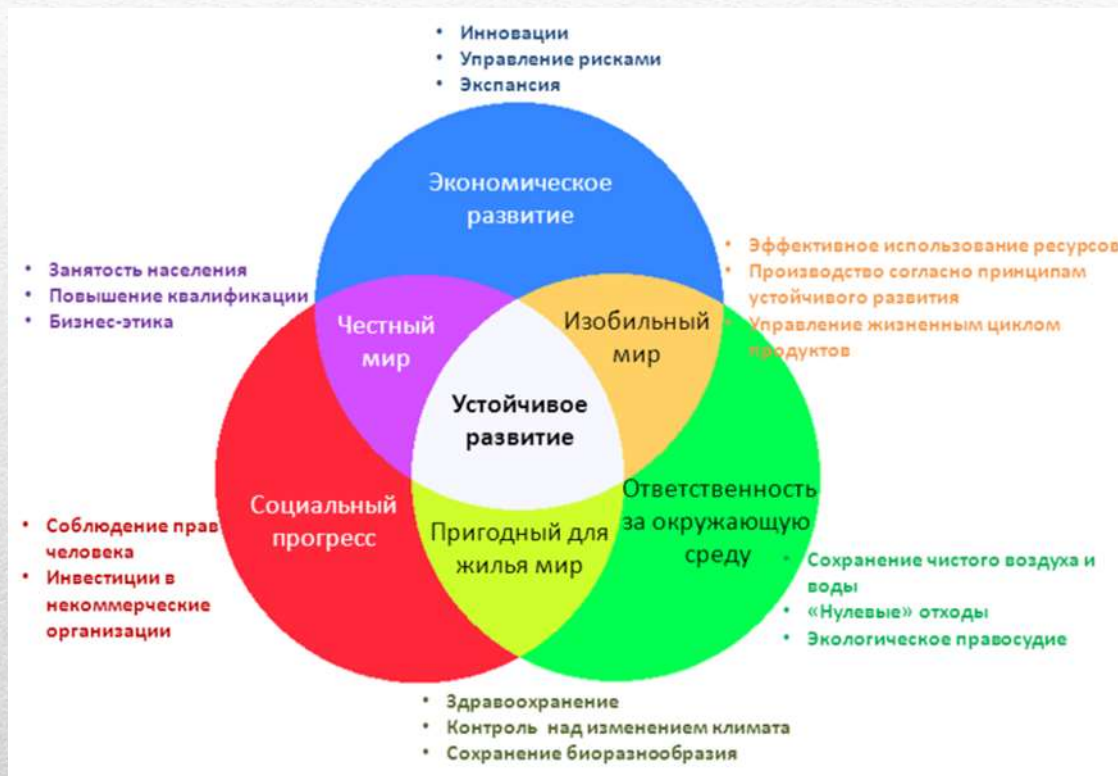 • Инновации
• Управление рисками
• Экспансия
Экономическое
развитие
• Занятость населения
• Повышение квалификации
• Бизнес-этика
• Эффективное использование ресурсов
• Производство согласно принципам
устойчивого развития
• Управление жизненным циклом
продуктов
Честный
мир
Изобильный
мир
Устойчивое
развитие
Социальный
прогресс
Пригодный для
жилья мир
Ответственность
за окружающую
среду
• Соблюдение прав
человека
• Инвестиции в
некоммерческие
организации
• Сохранение чистого воздуха и
воды
• «Нулевые» отходы
• Экологическое правосудие
• Здравоохранение
• Контроль над изменением климата
• Сохранение биоразнообразия